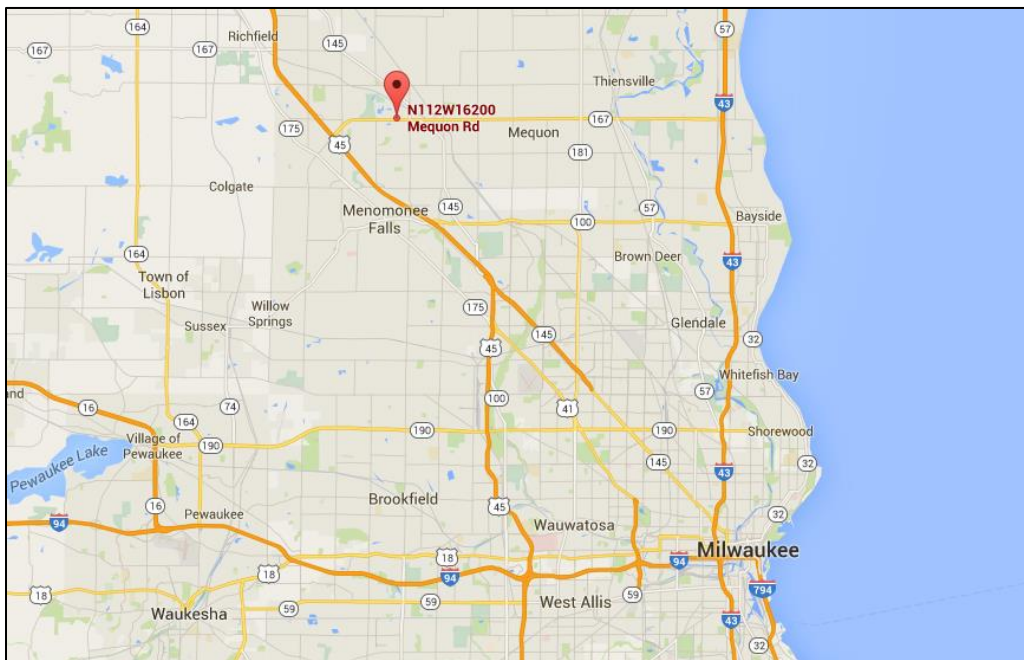 164
57
Richfield
145
167
167
Thiensville
N112W16200
Mequon Rd
43
175
167
Mequon
45
181
Colgate
145
57
Menomonee
Falls
100
Bayside
164
Brown Deer
43
Town of
Lisbon
Willow
Springs
175
Sussex
145
Glendale
32
45
Whitefish Bay
and
57
100
16
74
41
164
190
190
Shorewood
Village of
Pewaukee
190
145
32
43
Pewaukee Lake
Brookfield
16
45
Pewaukee
32
94
Wauwatosa
Milwaukee
18
94
18
94
794
18
59
59
59
West Allis
Waukesha
43
32